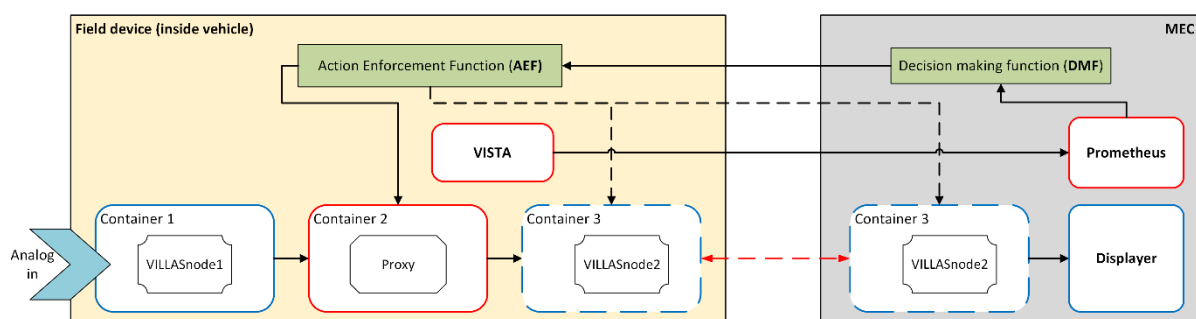 Field device (inside vehicle)
MEC
Action Enforcement Function (AEF)
Decision making function (DMF)
VISTA
Prometheus
Analog
in
Container 1
VILLASnode1
Container 2
Proxy
Container 3
VILLASnode2
Container 3
VILLASnode2
Displayer